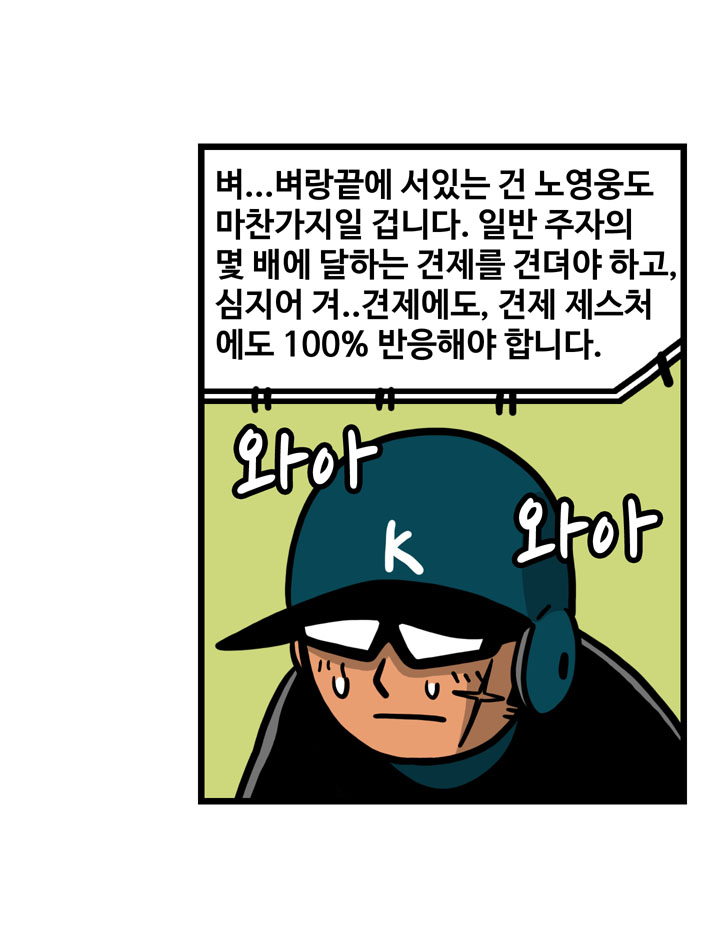 벼...벼랑끝에 서있는 건 노영웅도
마찬가지일 겁니다. 일반 주자의
몇 배에 달하는 견제를 견뎌야 하고,
심지어 겨..견제에도, 견제 제스처
에도 100% 반응해야 합니다.
와아
와아
K